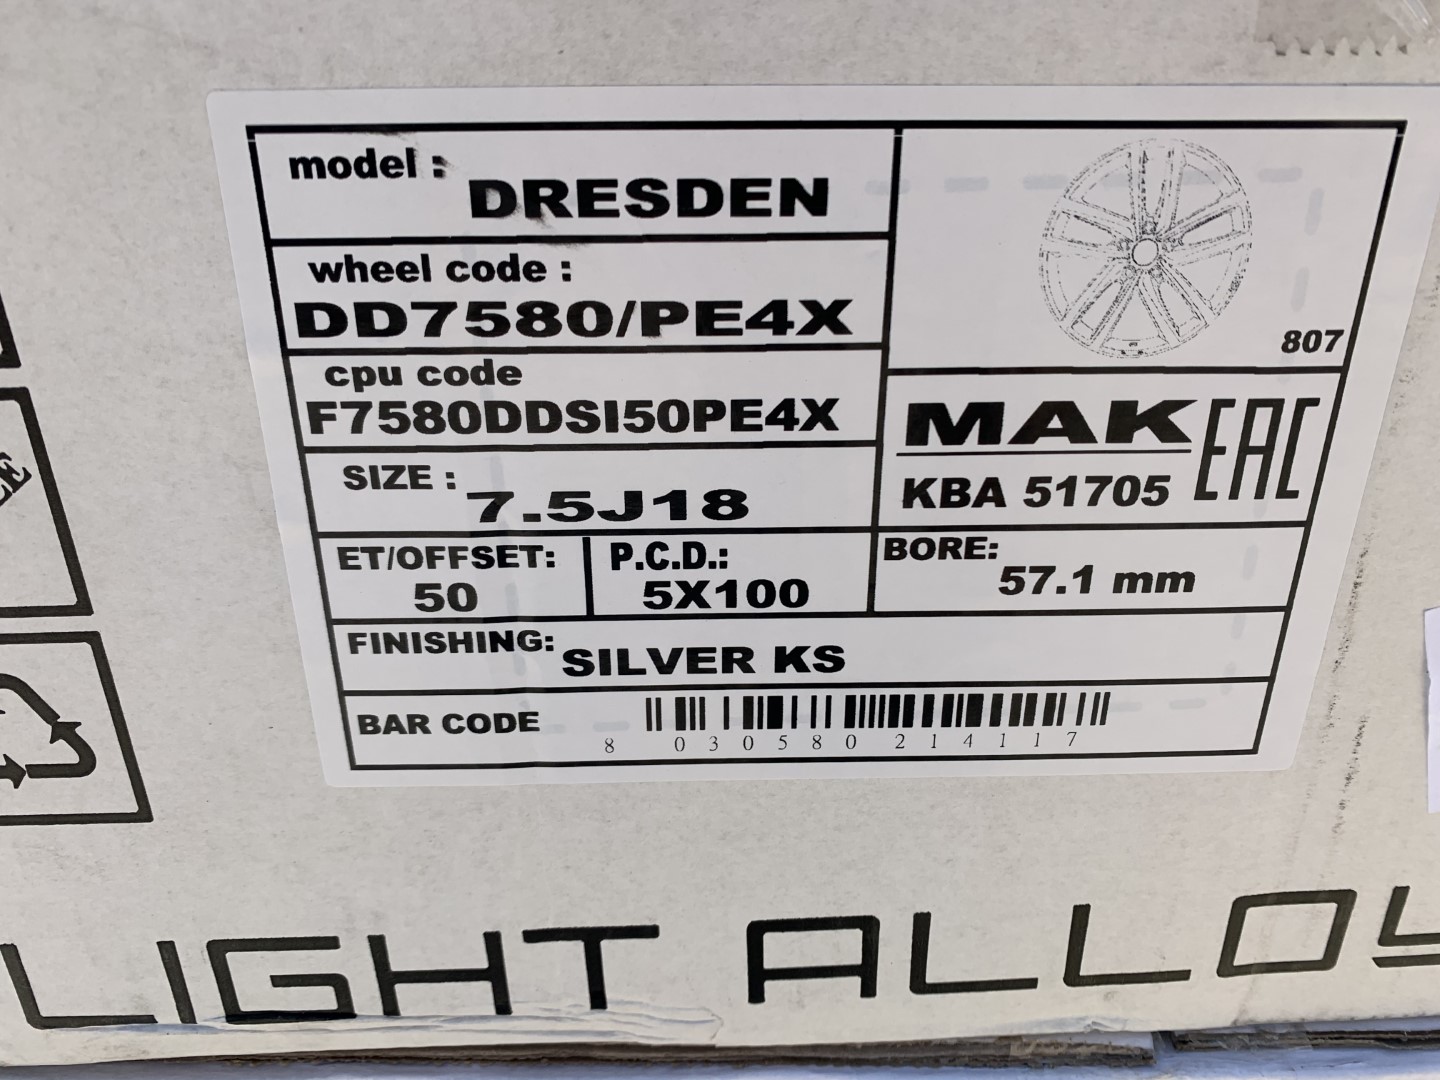 model :
DRESDEN
wheel code :
DD7580/PE4X
cpu code
F7580DDSI50PE4X
SIZE :
7.5J18
ET/OFFSET:
50
P.C.D.:
5X100
807
MAK EAC
KBA 51705
BORE:
57.1 mm
FINISHING:
SILVER KS
BAR CODE
8 030580 214117
LIGHT ALLOY